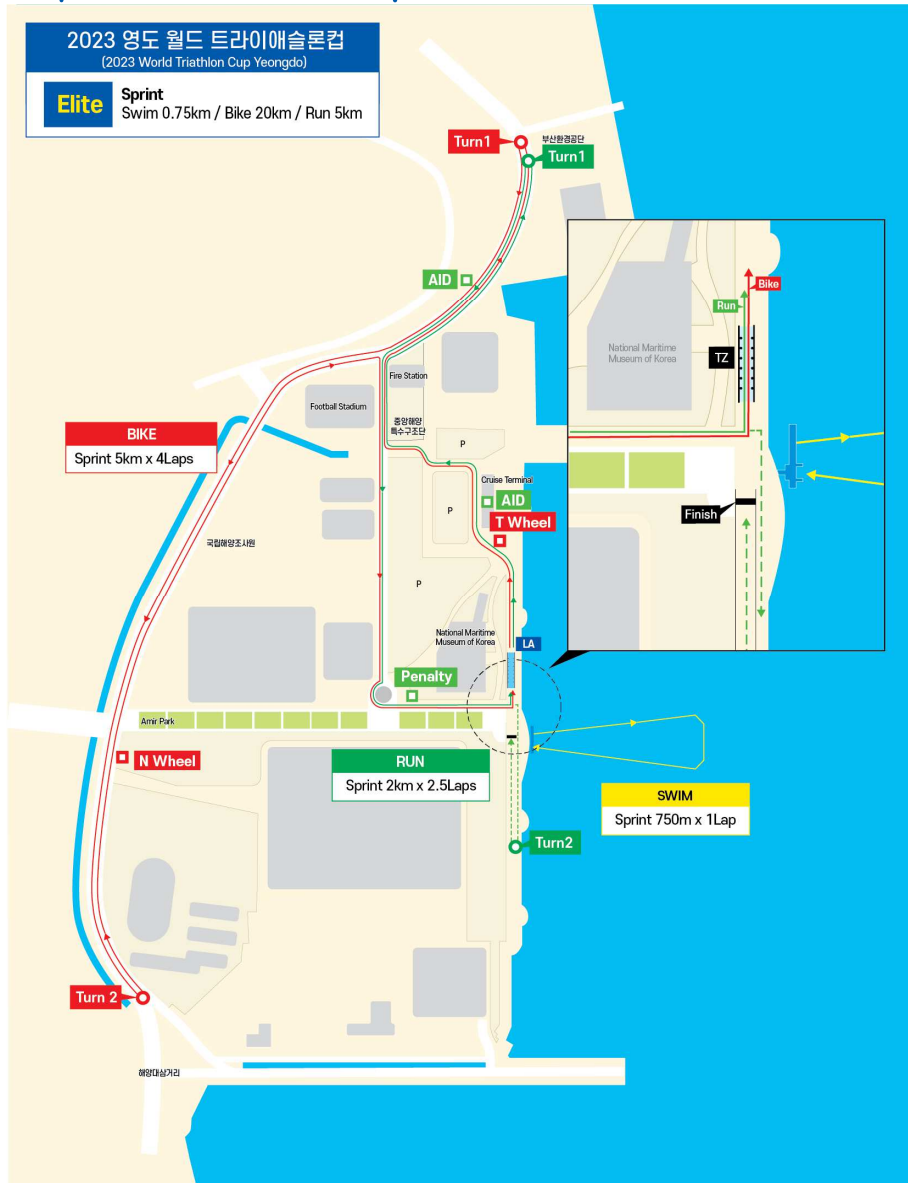 2023 영도 월드 트라이애슬론컵
(2023 World Triathlon Cup Yeongdo)
Elite
Sprint
Swim 0.75km / Bike 20km / Run 5km
Turn1
부산환경공단
Turn1
AID
Bike
Run
National Maritime
Museum of Korea
TZ
Fire Station
Football Stadium
중앙해양
특수구조단
P
BIKE
Sprint 5km x 4Laps
Cruise Terminal
AID
P
T Wheel
Finish
국립해양조사원
P
National Maritime
Museum of Korea
LA
Penalty
Amir Park
N Wheel
RUN
Sprint 2km x 2.5Laps
SWIM
Sprint 750m x 1Lap
Turn2
Turn 2
해양대삼거리